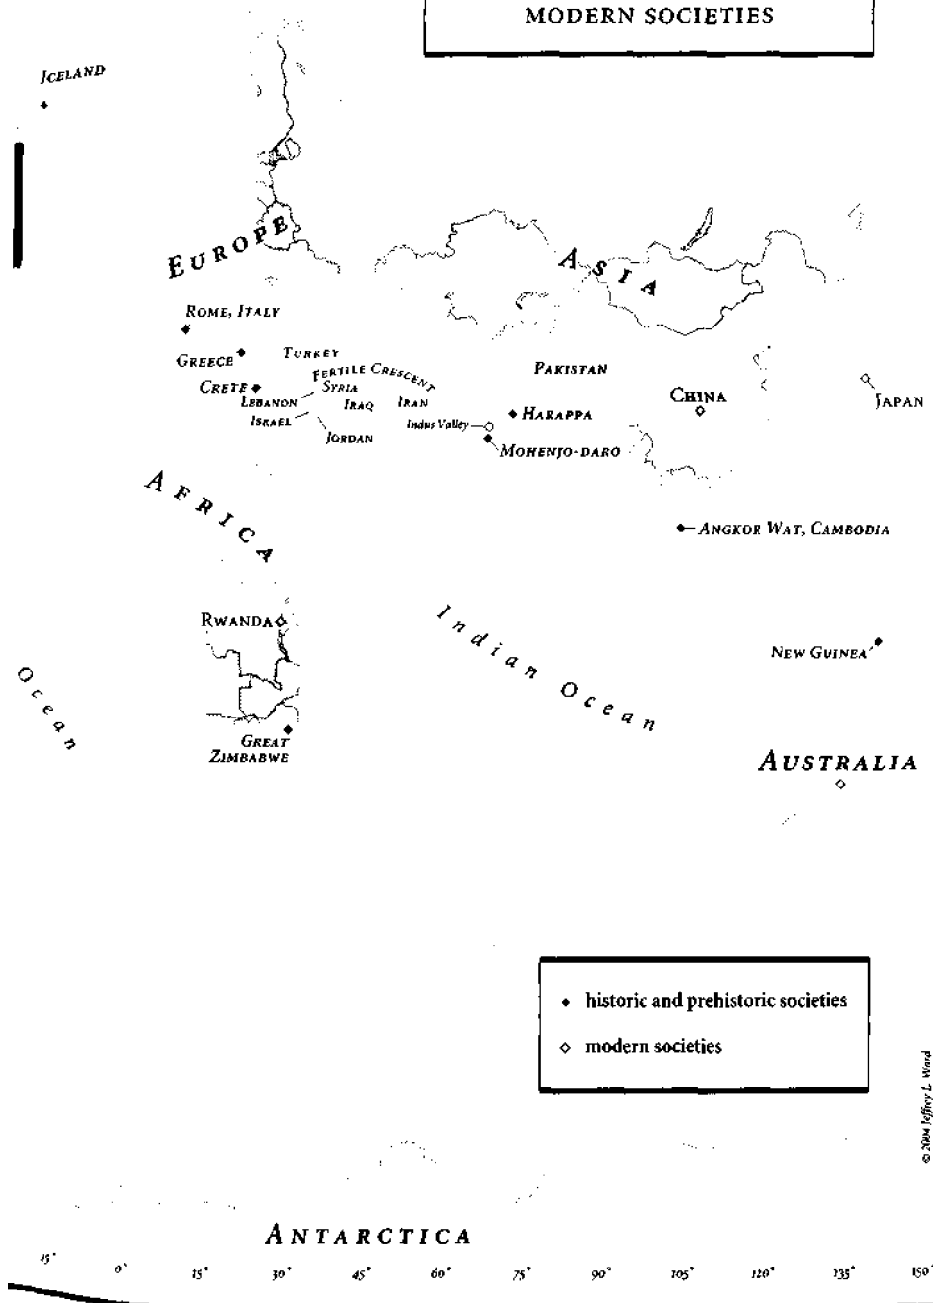 MODERN SOCIETIES
ICELAND
EUROPE
ASIA
ROME, ITALY
GREECE
TURKEY
FERTILE CRESCENT
PAKISTAN
CRETE
SYRIA
LEBANON
IRAQ
IRAN
CHINA
JAPAN
ISRAEL
Indus Valley
HARAPPA
JORDAN
MOHENJO-DARO
AFRICA
ANGKOR WAT, CAMBODIA
RWANDA
Indian Ocean
NEW GUINEA
Ocean
GREAT
ZIMBABWE
AUSTRALIA
historic and prehistoric societies
modern societies
© 2004 Jeffrey L. Ward
ANTARCTICA
15° 0° 15° 30° 45° 60° 75° 90° 105° 120° 135° 150°